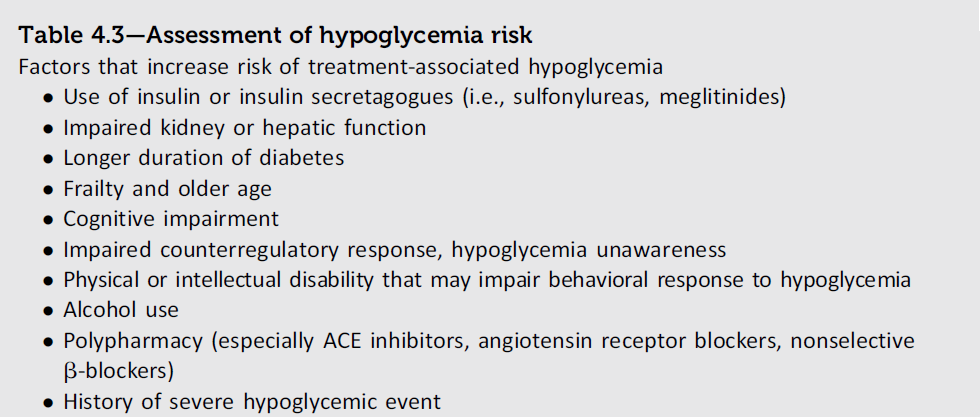 Table 4.3—Assessment of hypoglycemia risk
Factors that increase risk of treatment-associated hypoglycemia
• Use of insulin or insulin secretagogues (i.e., sulfonylureas, meglitinides)
• Impaired kidney or hepatic function
• Longer duration of diabetes
• Frailty and older age
• Cognitive impairment
• Impaired counterregulatory response, hypoglycemia unawareness
• Physical or intellectual disability that may impair behavioral response to hypoglycemia
• Alcohol use
• Polypharmacy (especially ACE inhibitors, angiotensin receptor blockers, nonselective
β-blockers)
• History of severe hypoglycemic event